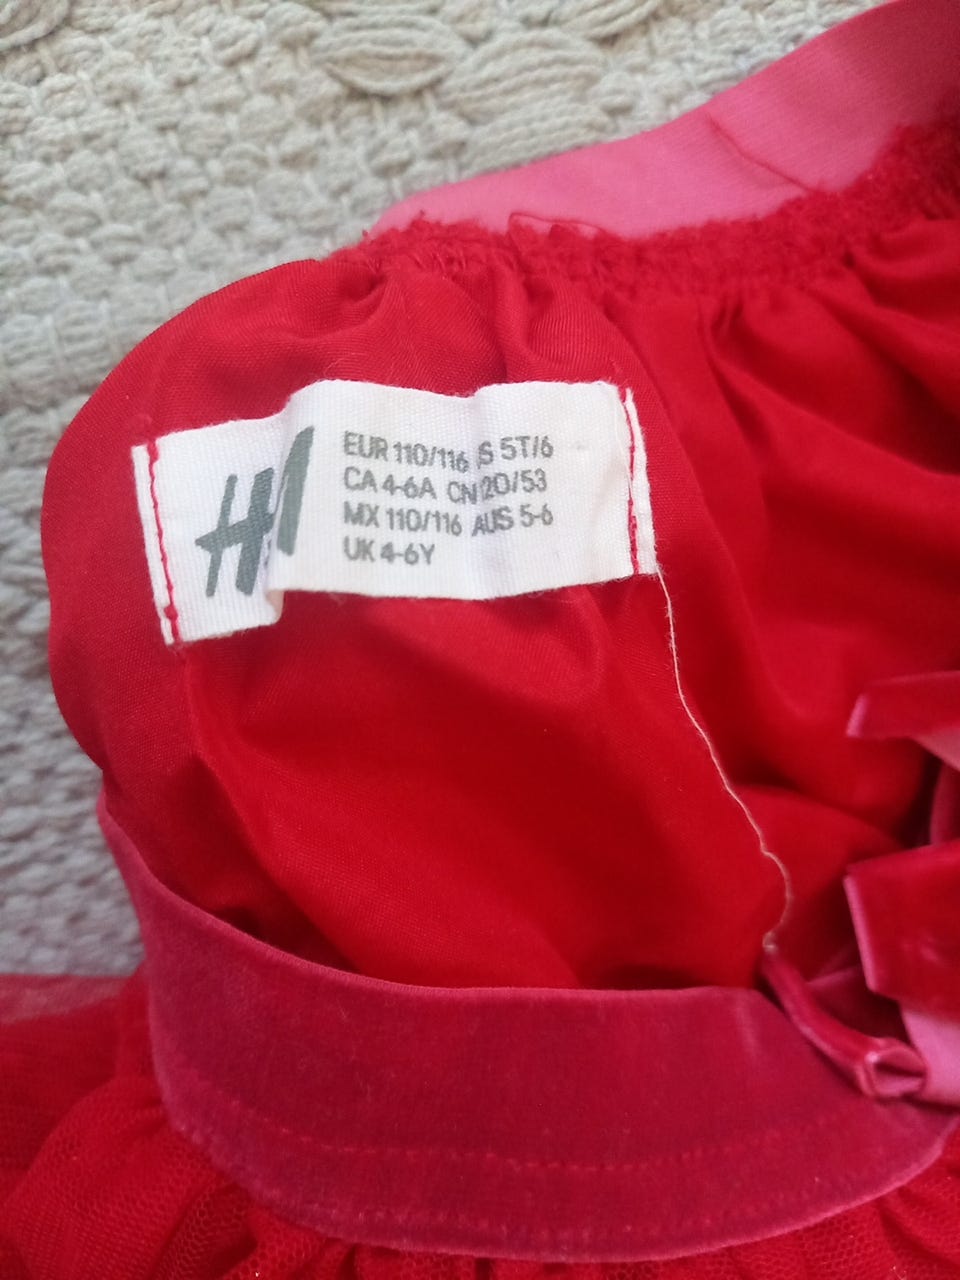 H
EUR 110/116 S 5T/6
CA 4-6A CN 120/53
MX 110/116 AUS 5-6
UK 4-6Y